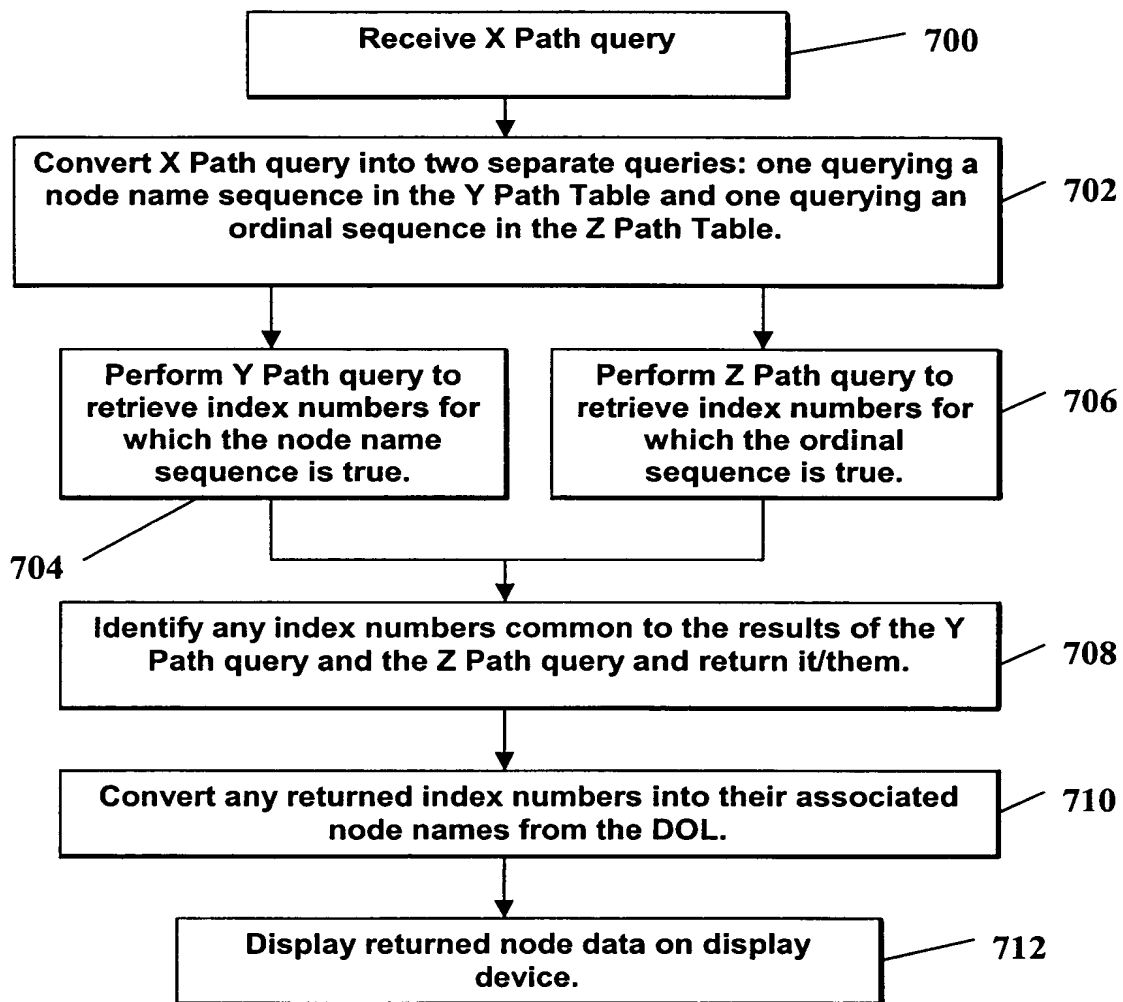 Receive X Path query
700
Convert X Path query into two separate queries: one querying a
node name sequence in the Y Path Table and one querying an
ordinal sequence in the Z Path Table.
702
Perform Y Path query to
retrieve index numbers for
which the node name
sequence is true.
704
Perform Z Path query to
retrieve index numbers for
which the ordinal
sequence is true.
706
Identify any index numbers common to the results of the Y
Path query and the Z Path query and return it/them.
708
Convert any returned index numbers into their associated
node names from the DOL.
710
Display returned node data on display
device.
712